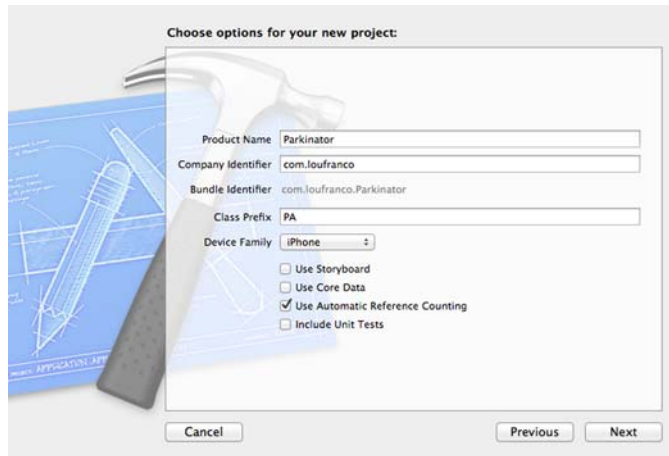 Choose options for your new project:
Product Name Parkinator
Company Identifier com.loufranco
Bundle Identifier com.loufranco.Parkinator
Class Prefix PA
Device Family iPhone
Use Storyboard
Use Core Data
Use Automatic Reference Counting
Include Unit Tests
Cancel Previous Next